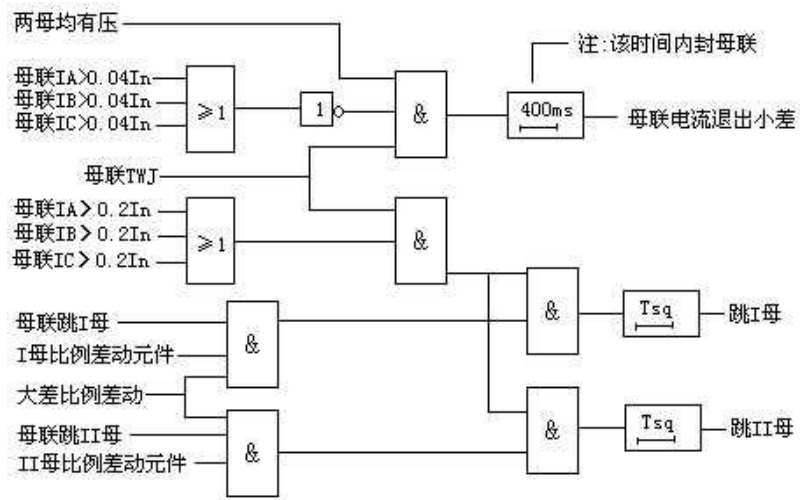 两母均有压
注:该时间内封母联
母联IA>0.04In
母联IB>0.04In
母联IC>0.04In
≥1
1
&
400ms
母联电流退出小差
母联TWJ
母联IA>0.2In
母联IB>0.2In
母联IC>0.2In
≥1
&
&
Tsq
跳I母
母联跳I母
I母比例差动元件
&
大差比例差动
母联跳II母
II母比例差动元件
&
&
Tsq
跳II母